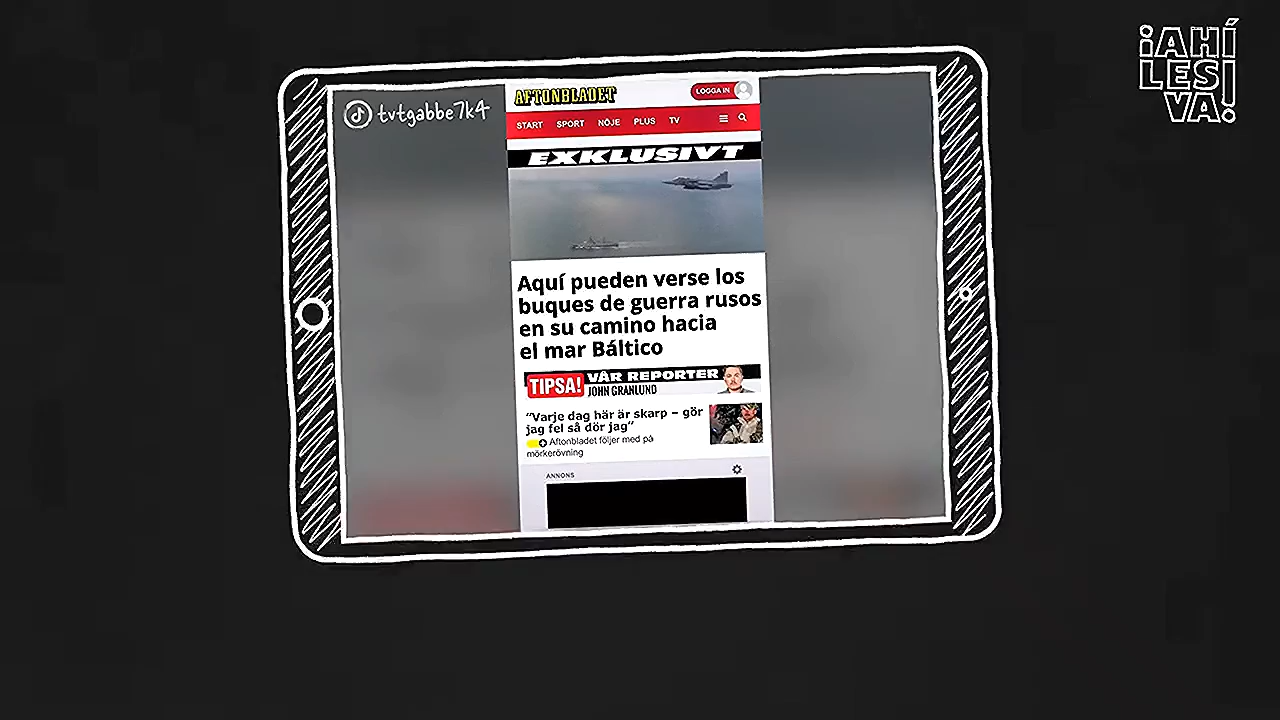 ¡AHÍ
LES
VA!
tvtgabbe7k4
AFTONBLADET
LOGGA IN
START SPORT NÖJE PLUS TV
EXKLUSIVT
Aquí pueden verse los
buques de guerra rusos
en su camino hacia
el mar Báltico
TIPSA! VÅR REPORTER
JOHN GRANLUND
"Varje dag här är skarp – gör
jag fel så dör jag"
Aftonbladet följer med på
mörkerövning
ANNONS